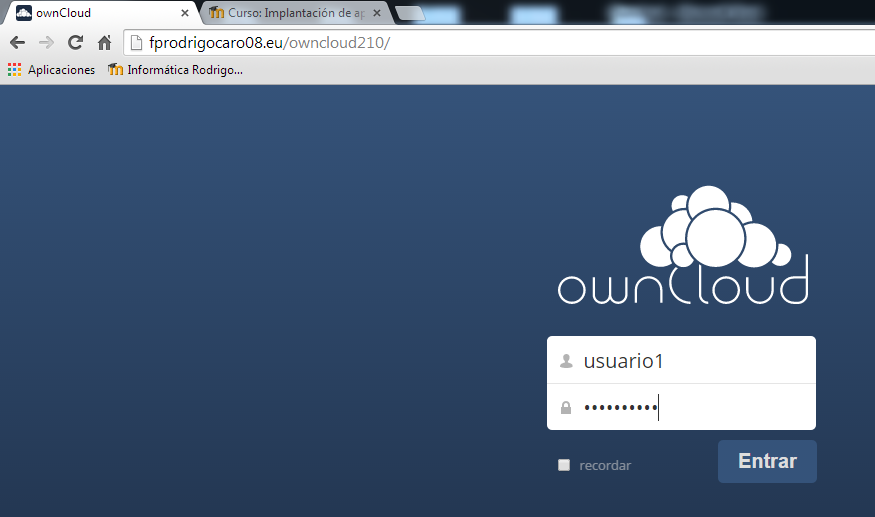 ownCloud
Curso: Implantación de ap
fprodrigocaro08.eu/owncloud210/
Aplicaciones
Informática Rodrigo...
ownCloud
usuario1
••••••••••
recordar
Entrar